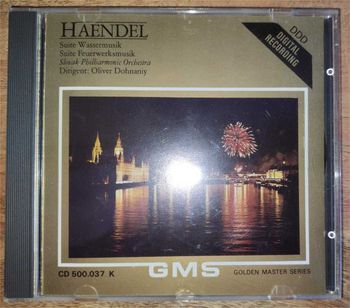 HAENDEL
Suite Wassermusik
Suite Feuerwerksmusik
Slovak Philharmonic Orchestra
Dirigent: Oliver Dohnaniy
DDD
DIGITAL
RECORDING
CD 500.037 K
GMS
GOLDEN MASTER SERIES